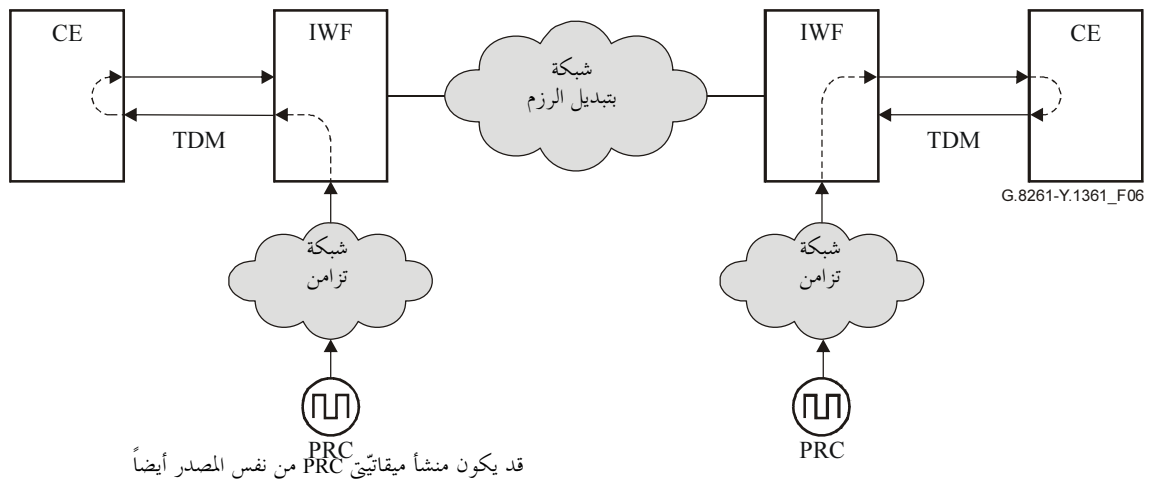 CE
IWF
IWF
CE
شبكة
بتبديل الرزم
TDM
TDM
G.8261-Y.1361_F06
شبكة
تزامن
شبكة
تزامن
PRC
PRC
قد يكون منشأ ميقاتيّتي PRC من نفس المصدر أيضاً